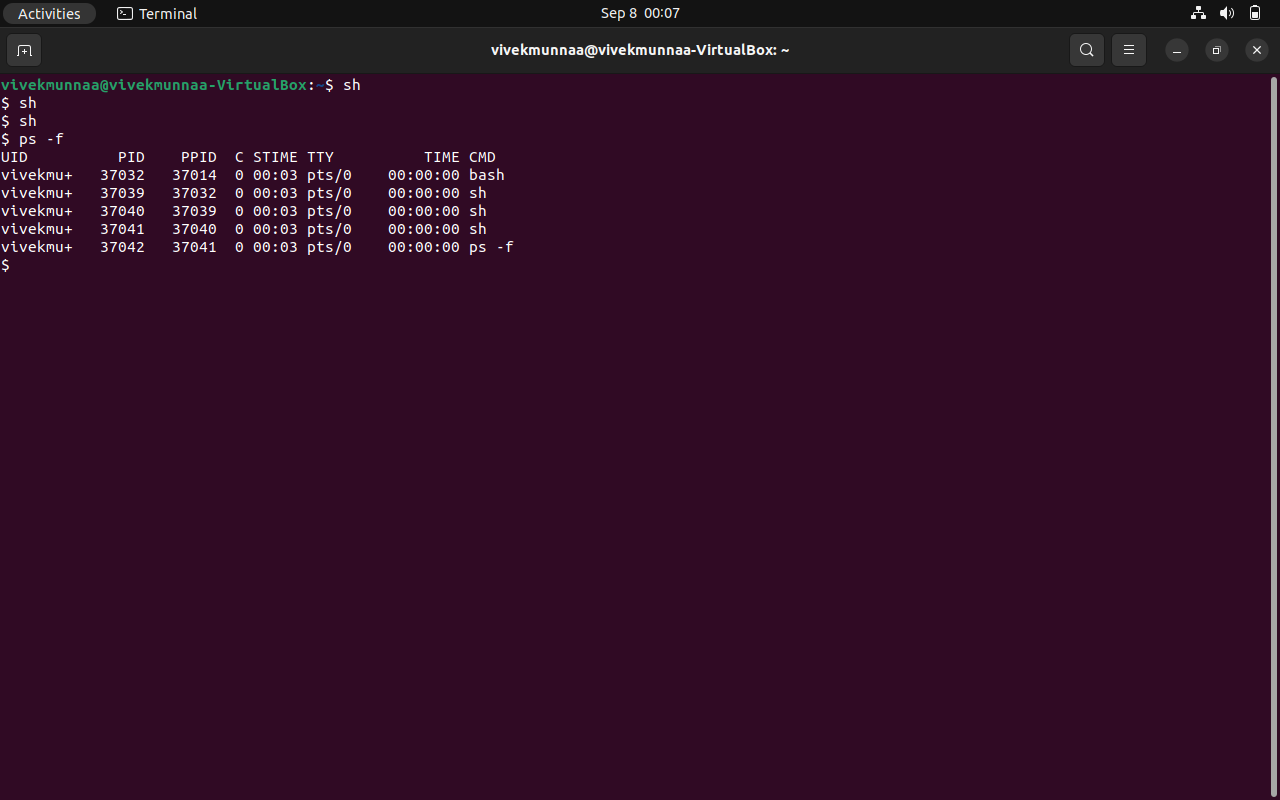 Activities Terminal Sep 8 00:07
vivekmunnaa@vivekmunnaa-VirtualBox: ~
vivekmunnaa@vivekmunnaa-VirtualBox:~$ sh
$ sh
$ sh
$ ps -f
UID          PID    PPID  C STIME TTY          TIME CMD
vivekmu+   37032   37014  0 00:03 pts/0    00:00:00 bash
vivekmu+   37039   37032  0 00:03 pts/0    00:00:00 sh
vivekmu+   37040   37039  0 00:03 pts/0    00:00:00 sh
vivekmu+   37041   37040  0 00:03 pts/0    00:00:00 sh
vivekmu+   37042   37041  0 00:03 pts/0    00:00:00 ps -f
$